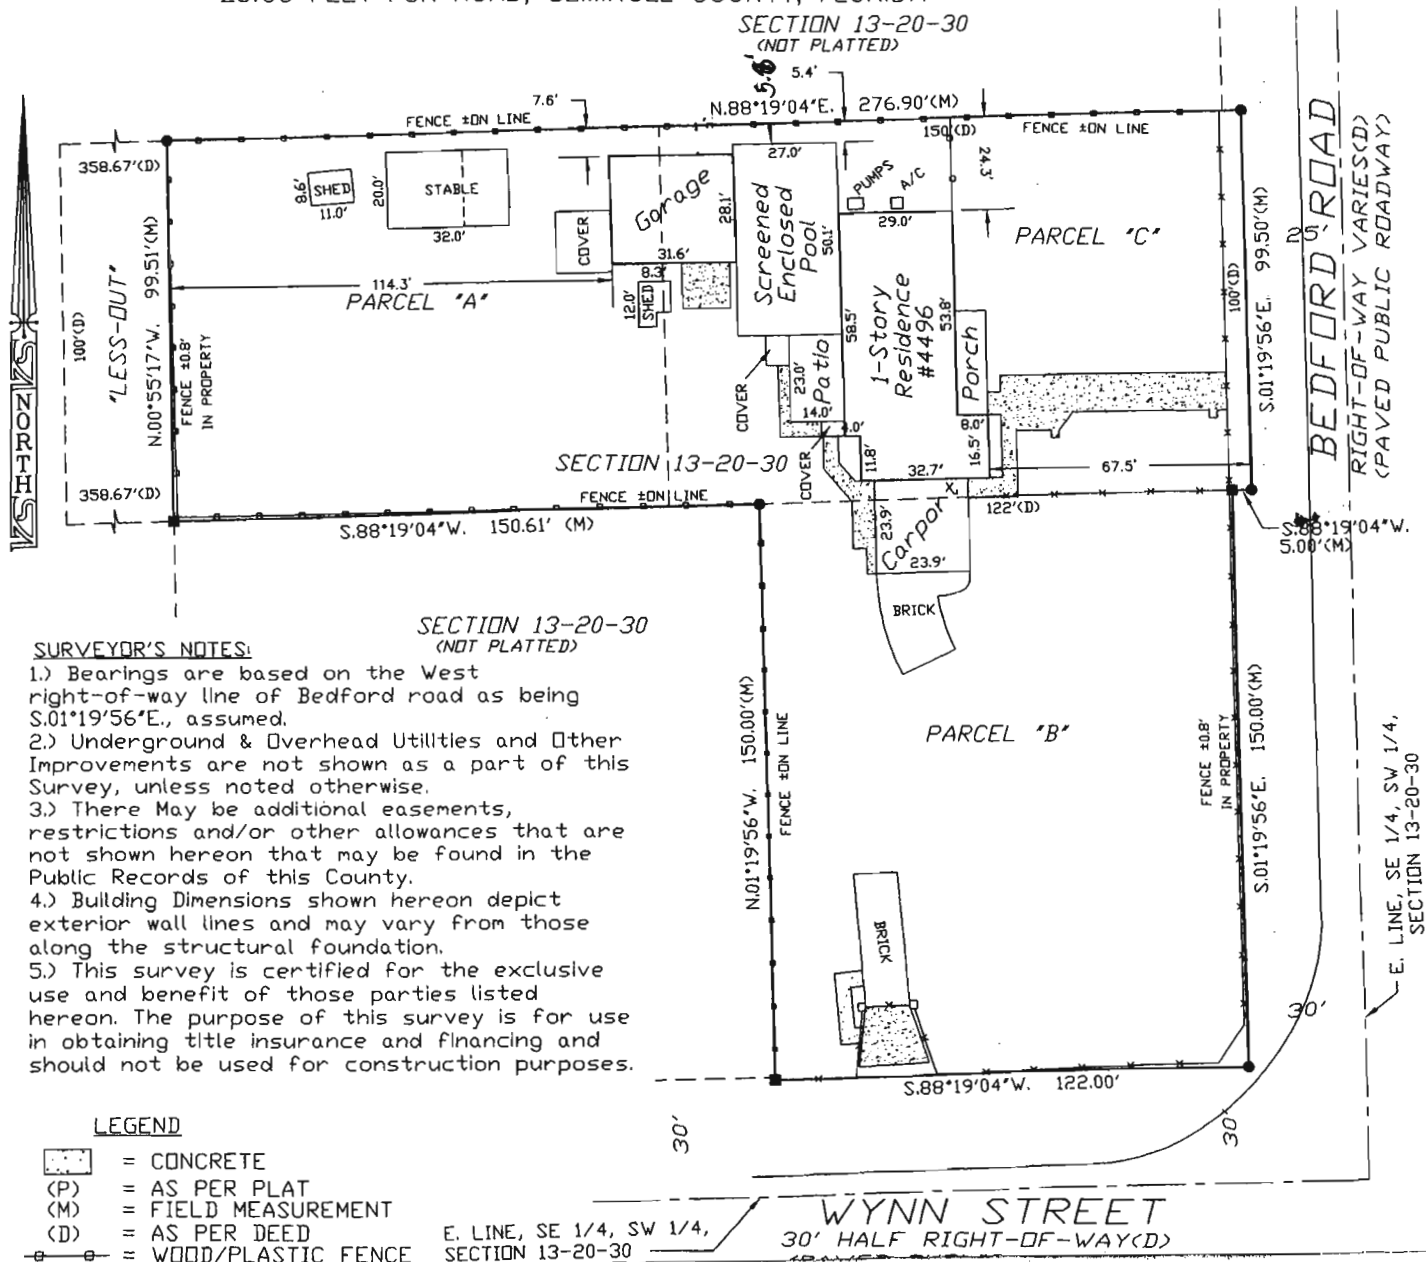 SECTION 13-20-30
(NOT PLATTED)
5.4'
7.6'
N.88°19'04"E. 276.90'(M)
FENCE ±ON LINE
150'(D)
FENCE ±ON LINE
358.67'(D)
8.6'
SHED
11.0'
20.0'
STABLE
32.0'
COVER
Garage
28.1'
31.6'
27.0'
Screened
Enclosed
Pool
50.1'
PUMPS
A/C
29.0'
24.3'
PARCEL "C"
100'(D)
S.01°19'56"E. 99.50'(M)
25'
BEDFORD ROAD
RIGHT-OF-WAY VARIES(D)
(PAVED PUBLIC ROADWAY)
NORTH
100'(D)
"LESS-OUT"
N.00°55'17"W. 99.51'(M)
FENCE ±0.8'
IN PROPERTY
114.3'
PARCEL "A"
8.3'
12.0'
SHED
58.5'
1-Story
Residence
#4496
53.8'
Porch
8.0'
16.5'
COVER
23.0'
Patio
14.0'
COVER
11.8'
32.7'
67.5'
358.67'(D)
SECTION 13-20-30
FENCE ±ON LINE
S.88°19'04"W. 150.61' (M)
122'(D)
S.88°19'04"W.
5.00'(M)
23.9'
Carport
23.9'
BRICK
SECTION 13-20-30
(NOT PLATTED)
SURVEYOR'S NOTES:
1.) Bearings are based on the West
right-of-way line of Bedford road as being
S.01°19'56"E., assumed.
2.) Underground & Overhead Utilities and Other
Improvements are not shown as a part of this
Survey, unless noted otherwise.
3.) There May be additional easements,
restrictions and/or other allowances that are
not shown hereon that may be found in the
Public Records of this County.
4.) Building Dimensions shown hereon depict
exterior wall lines and may vary from those
along the structural foundation.
5.) This survey is certified for the exclusive
use and benefit of those parties listed
hereon. The purpose of this survey is for use
in obtaining title insurance and financing and
should not be used for construction purposes.
N.01°19'56"W. 150.00'(M)
FENCE ±ON LINE
PARCEL "B"
FENCE ±0.8'
IN PROPERTY
S.01°19'56"E. 150.00'(M)
E. LINE, SE 1/4, SW 1/4,
SECTION 13-20-30
BRICK
30'
S.88°19'04"W. 122.00'
30'
30'
LEGEND
= CONCRETE
(P) = AS PER PLAT
(M) = FIELD MEASUREMENT
(D) = AS PER DEED
= WOOD/PLASTIC FENCE
E. LINE, SE 1/4, SW 1/4,
SECTION 13-20-30
WYNN STREET
30' HALF RIGHT-OF-WAY(D)